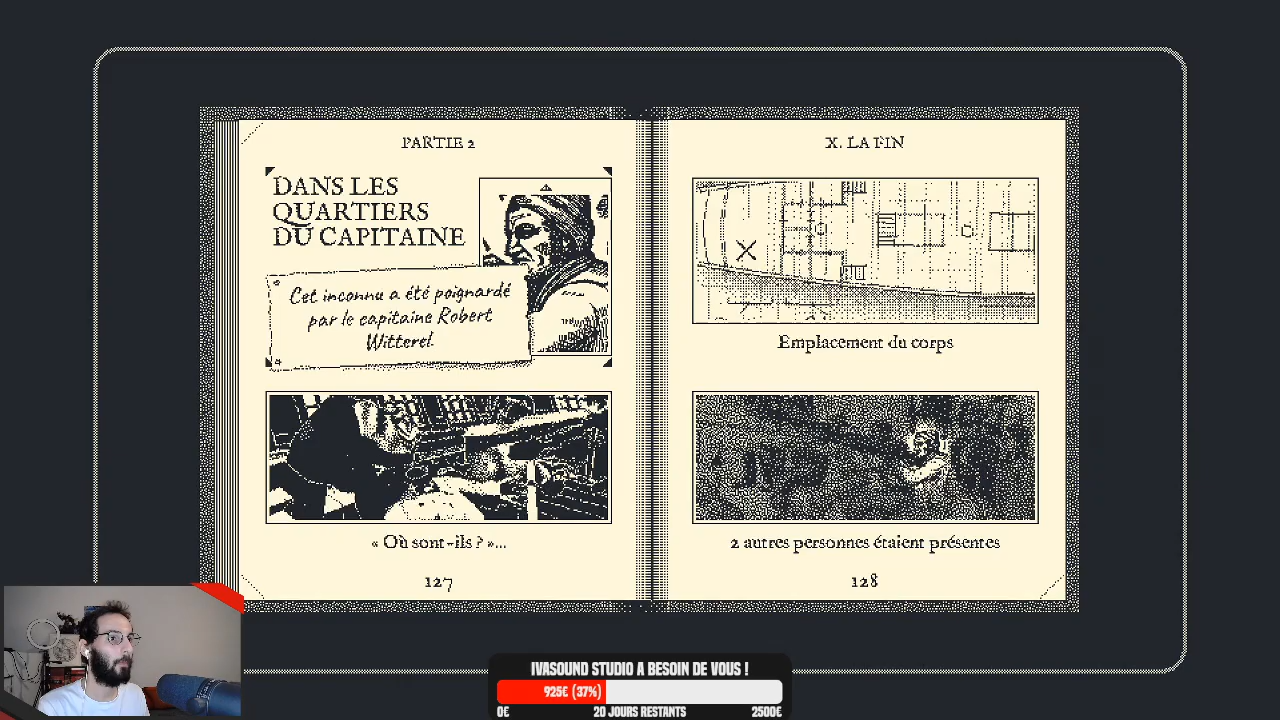 PARTIE 2
DANS LES
QUARTIERS
DU CAPITAINE
Cet inconnu a été poignardé
par le capitaine Robert
Witterel.
« Où sont-ils ? »...
127
X. LA FIN
Emplacement du corps
2 autres personnes étaient présentes
128
IVASOUND STUDIO A BESOIN DE VOUS !
925€ (37%)
0€ 20 JOURS RESTANTS 2500€